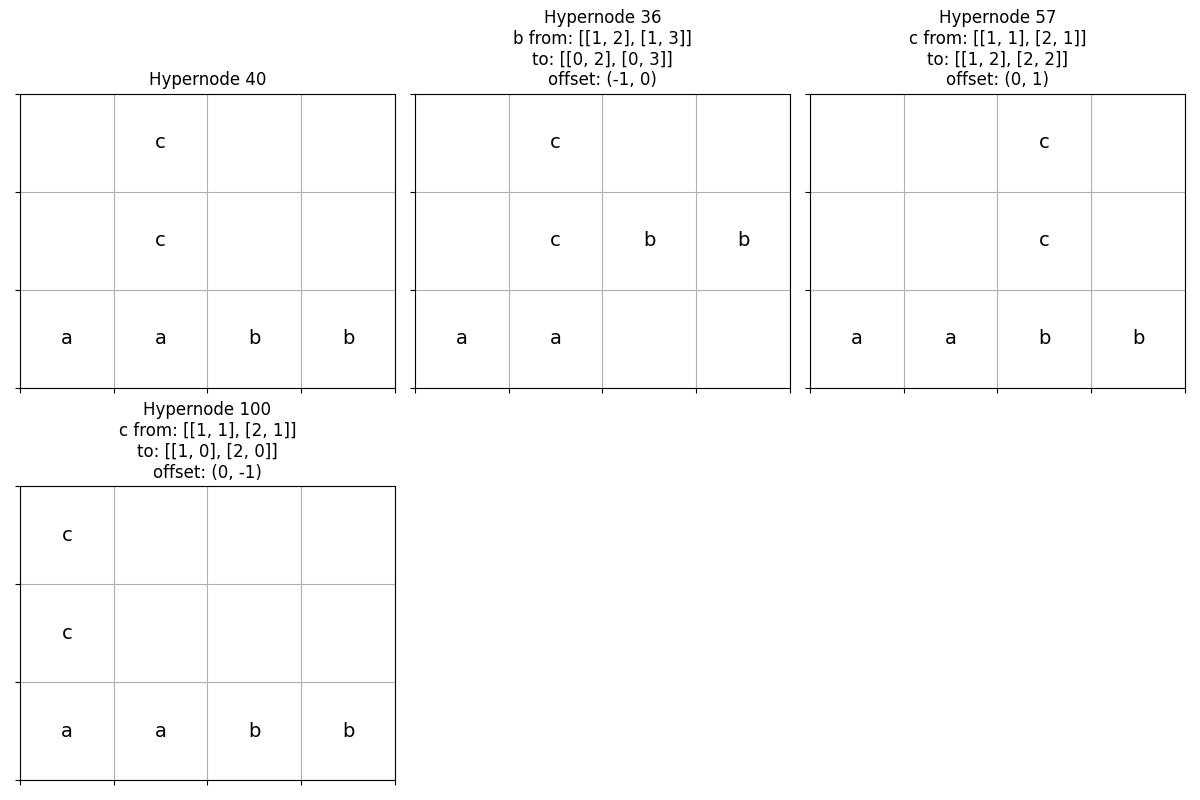 Hypernode 40
c
c
a a b b
Hypernode 36
b from: [[1, 2], [1, 3]]
to: [[0, 2], [0, 3]]
offset: (-1, 0)
c
c b b
a a
Hypernode 57
c from: [[1, 1], [2, 1]]
to: [[1, 2], [2, 2]]
offset: (0, 1)
c
c
a a b b
Hypernode 100
c from: [[1, 1], [2, 1]]
to: [[1, 0], [2, 0]]
offset: (0, -1)
c
c
a a b b